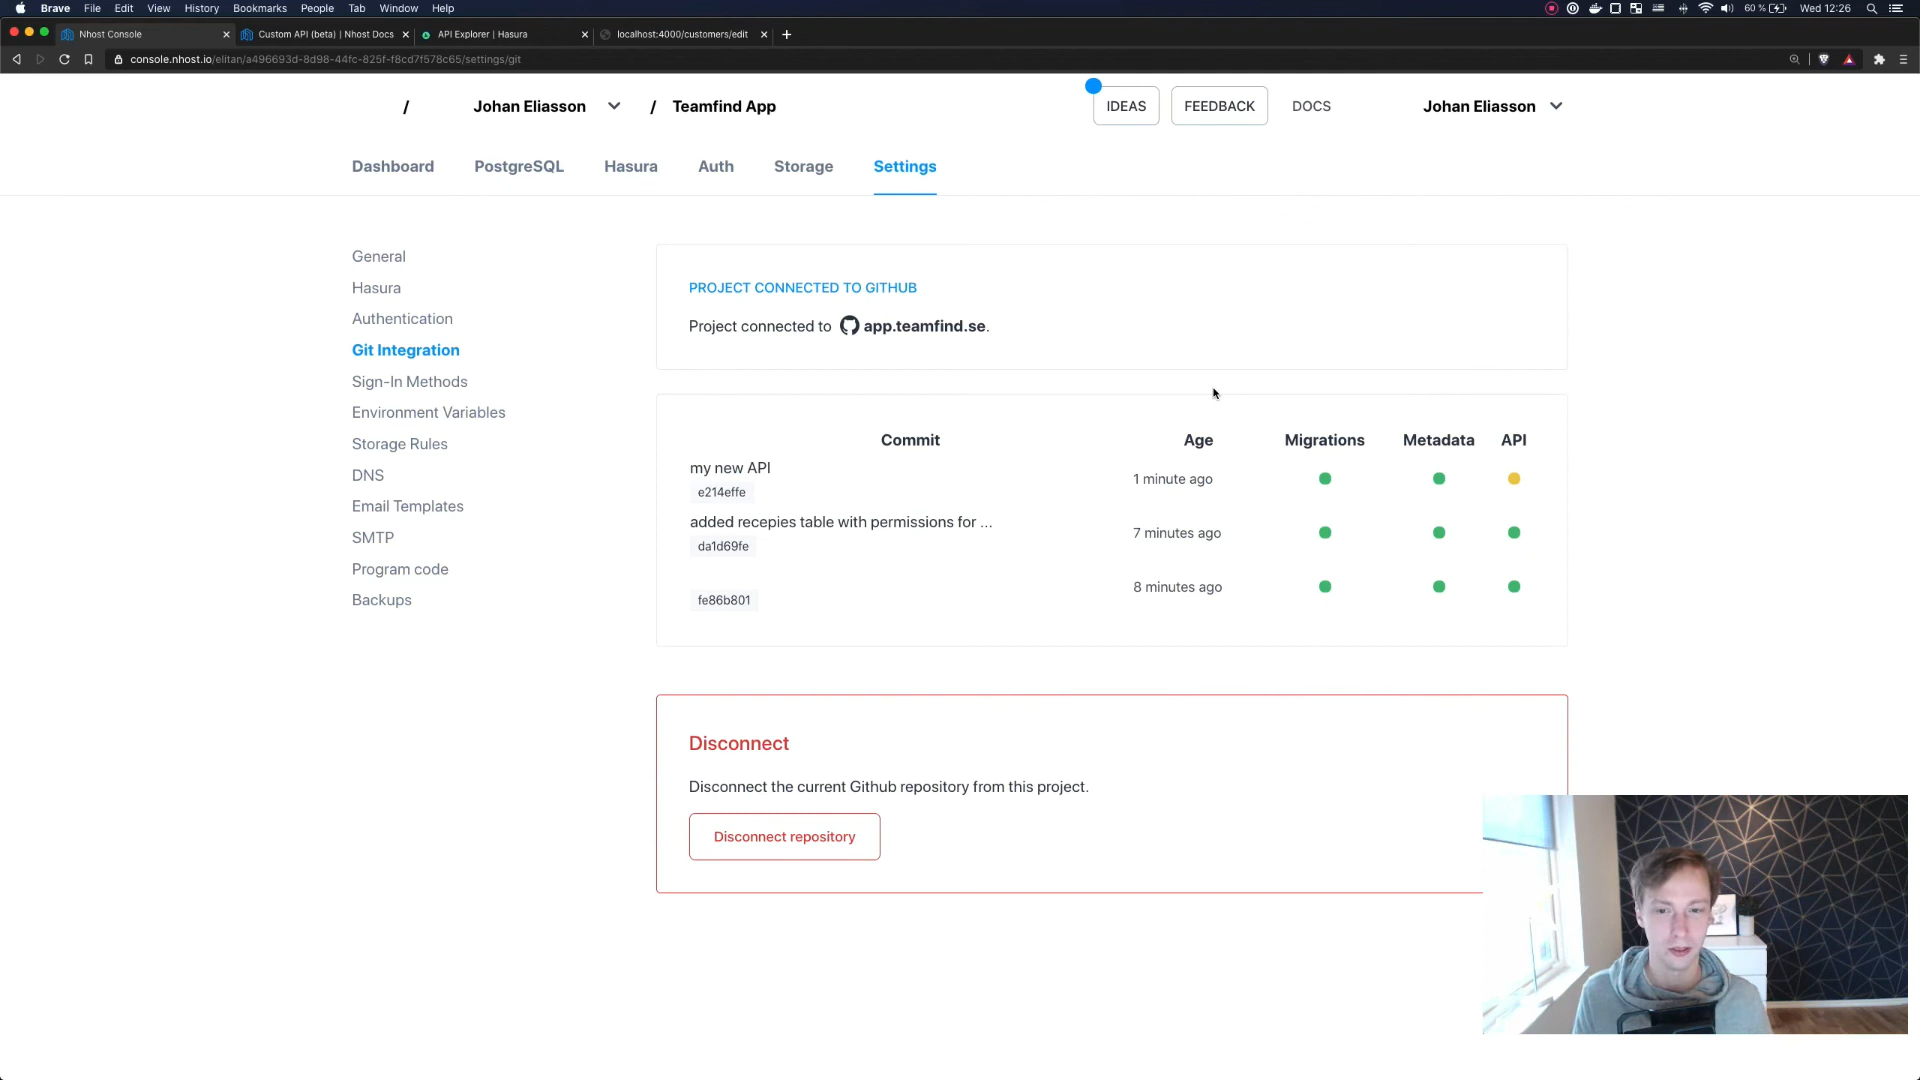 Brave File Edit View History Bookmarks People Tab Window Help 60 % Wed 12:26
Nhost Console Custom API (beta) | Nhost Docs API Explorer | Hasura localhost:4000/customers/edit
console.nhost.io/elitan/a496693d-8d98-44fc-825f-f8cd7f578c65/settings/git
/ Johan Eliasson / Teamfind App IDEAS FEEDBACK DOCS Johan Eliasson
Dashboard PostgreSQL Hasura Auth Storage Settings
General
Hasura
Authentication
Git Integration
Sign-In Methods
Environment Variables
Storage Rules
DNS
Email Templates
SMTP
Program code
Backups
PROJECT CONNECTED TO GITHUB
Project connected to app.teamfind.se.
Commit Age Migrations Metadata API
my new API
e214effe
1 minute ago
added recepies table with permissions for ...
da1d69fe
7 minutes ago
fe86b801
8 minutes ago
Disconnect
Disconnect the current Github repository from this project.
Disconnect repository